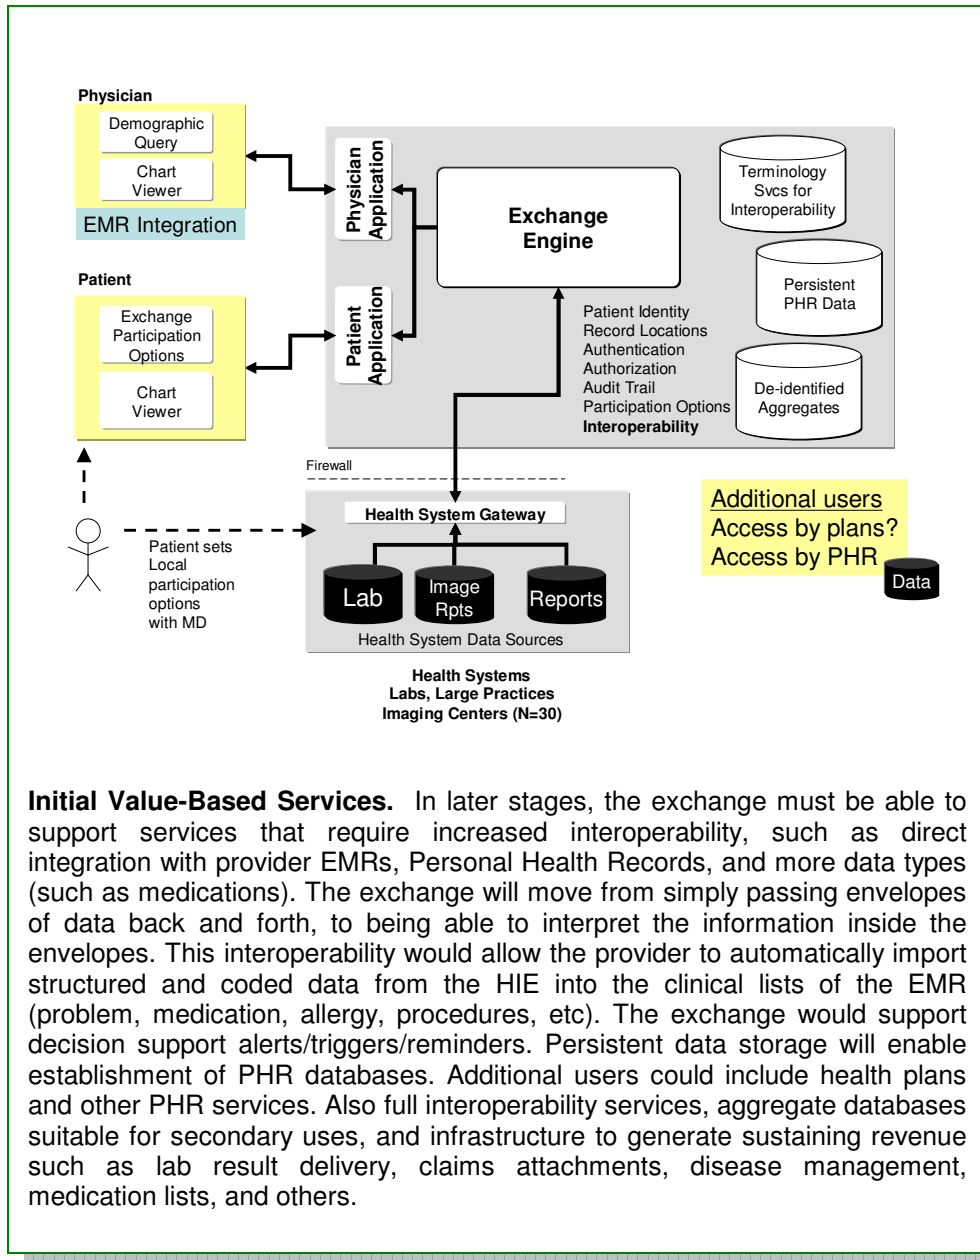 Physician
Demographic
Query
Chart
Viewer
EMR Integration
Patient
Exchange
Participation
Options
Chart
Viewer
Physician
Application
Patient
Application
Exchange
Engine
Terminology
Svcs for
Interoperability
Persistent
PHR Data
De-identified
Aggregates
Patient Identity
Record Locations
Authentication
Authorization
Audit Trail
Participation Options
Interoperability
Firewall
Health System Gateway
Lab
Image
Rpts
Reports
Health System Data Sources
Patient sets
Local
participation
options
with MD
Additional users
Access by plans?
Access by PHR
Data
Health Systems
Labs, Large Practices
Imaging Centers (N=30)
Initial Value-Based Services. In later stages, the exchange must be able to
support services that require increased interoperability, such as direct
integration with provider EMRs, Personal Health Records, and more data types
(such as medications). The exchange will move from simply passing envelopes
of data back and forth, to being able to interpret the information inside the
envelopes. This interoperability would allow the provider to automatically import
structured and coded data from the HIE into the clinical lists of the EMR
(problem, medication, allergy, procedures, etc). The exchange would support
decision support alerts/triggers/reminders. Persistent data storage will enable
establishment of PHR databases. Additional users could include health plans
and other PHR services. Also full interoperability services, aggregate databases
suitable for secondary uses, and infrastructure to generate sustaining revenue
such as lab result delivery, claims attachments, disease management,
medication lists, and others.